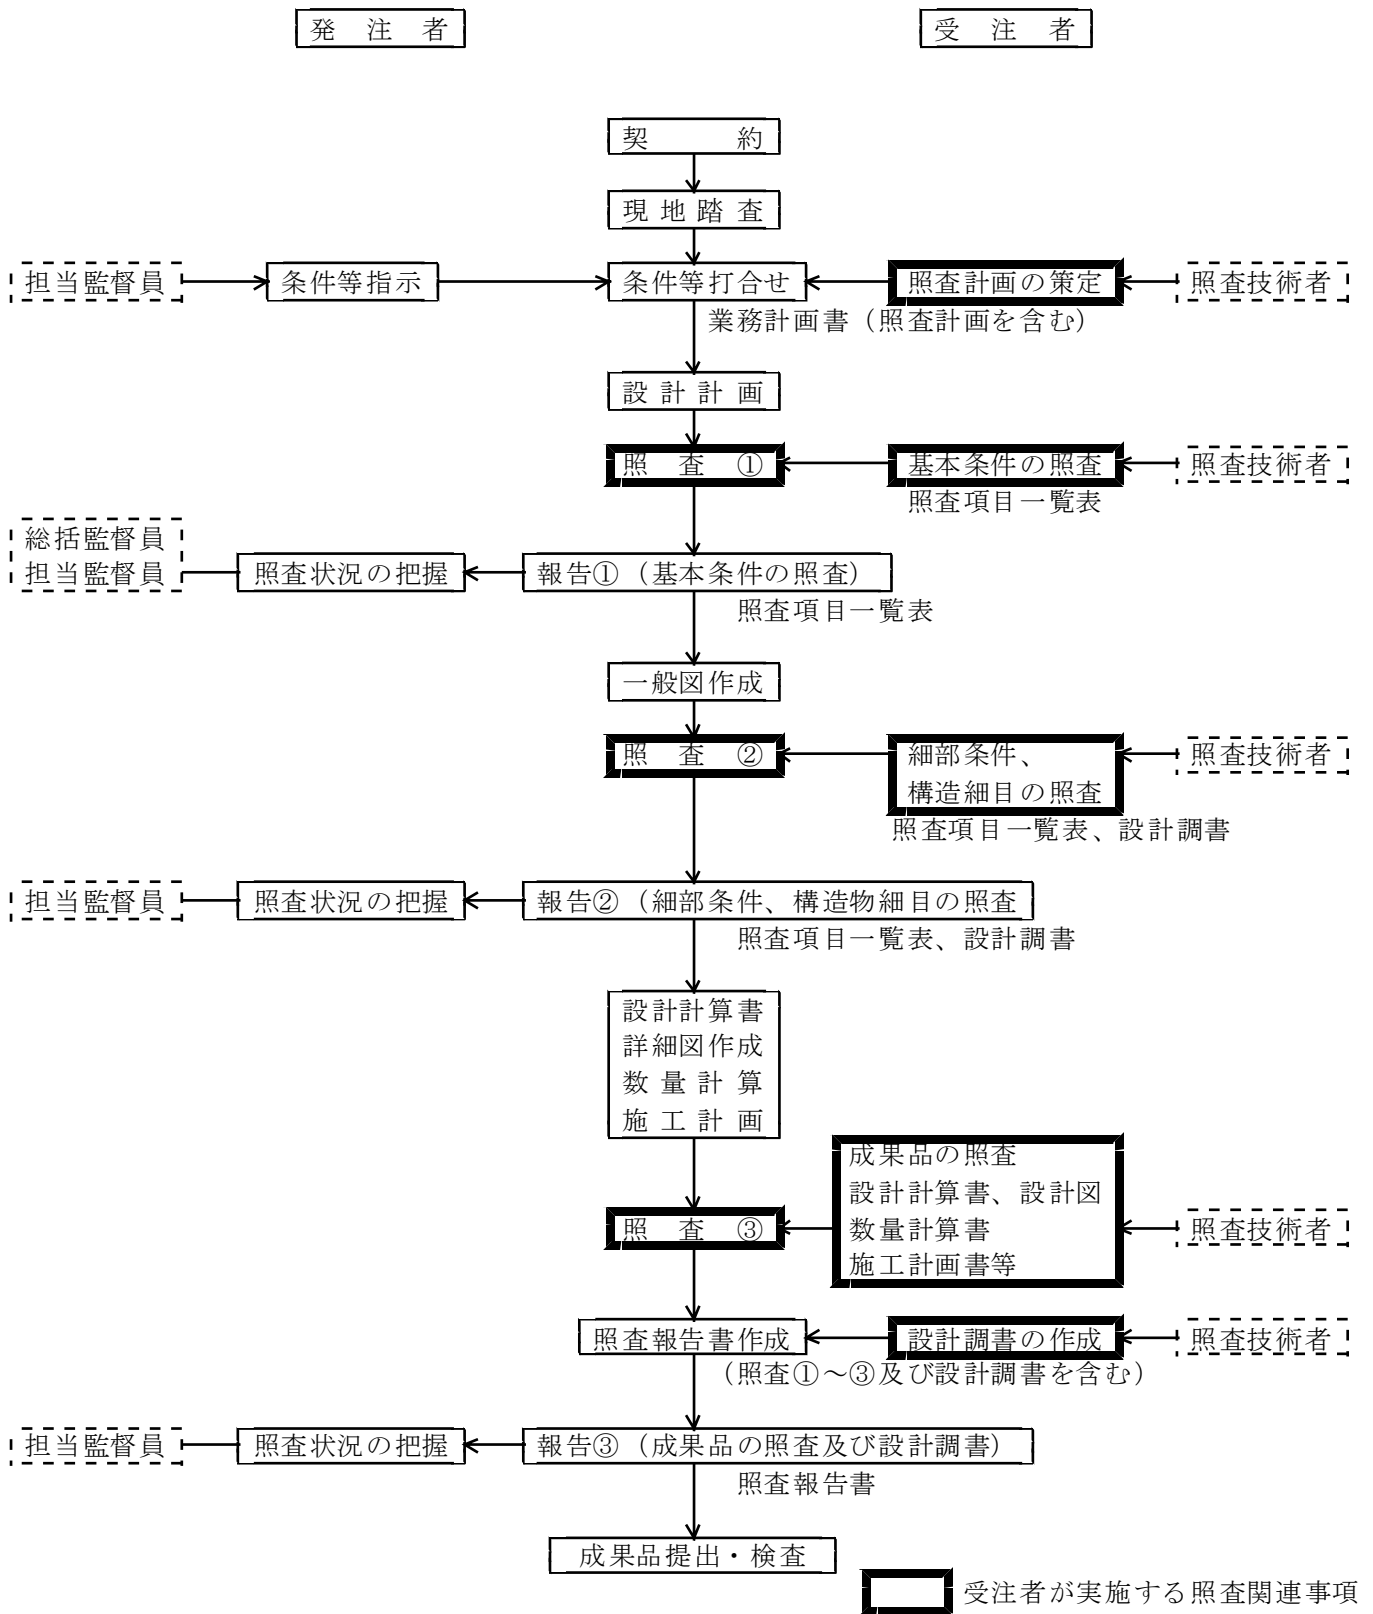 発　注　者
受　注　者
契　　　約
現地踏査
担当監督員
条件等指示
条件等打合せ
照査計画の策定
照査技術者
業務計画書（照査計画を含む）
設計計画
照　査　①
基本条件の照査
照査技術者
照査項目一覧表
総括監督員
担当監督員
照査状況の把握
報告①（基本条件の照査）
照査項目一覧表
一般図作成
照　査　②
細部条件、
構造細目の照査
照査技術者
照査項目一覧表、設計調書
担当監督員
照査状況の把握
報告②（細部条件、構造物細目の照査
照査項目一覧表、設計調書
設計計算書
詳細図作成
数量計算
施工計画
照　査　③
成果品の照査
設計計算書、設計図
数量計算書
施工計画書等
照査技術者
照査報告書作成
設計調書の作成
照査技術者
（照査①～③及び設計調書を含む）
担当監督員
照査状況の把握
報告③（成果品の照査及び設計調書）
照査報告書
成果品提出・検査
受注者が実施する照査関連事項